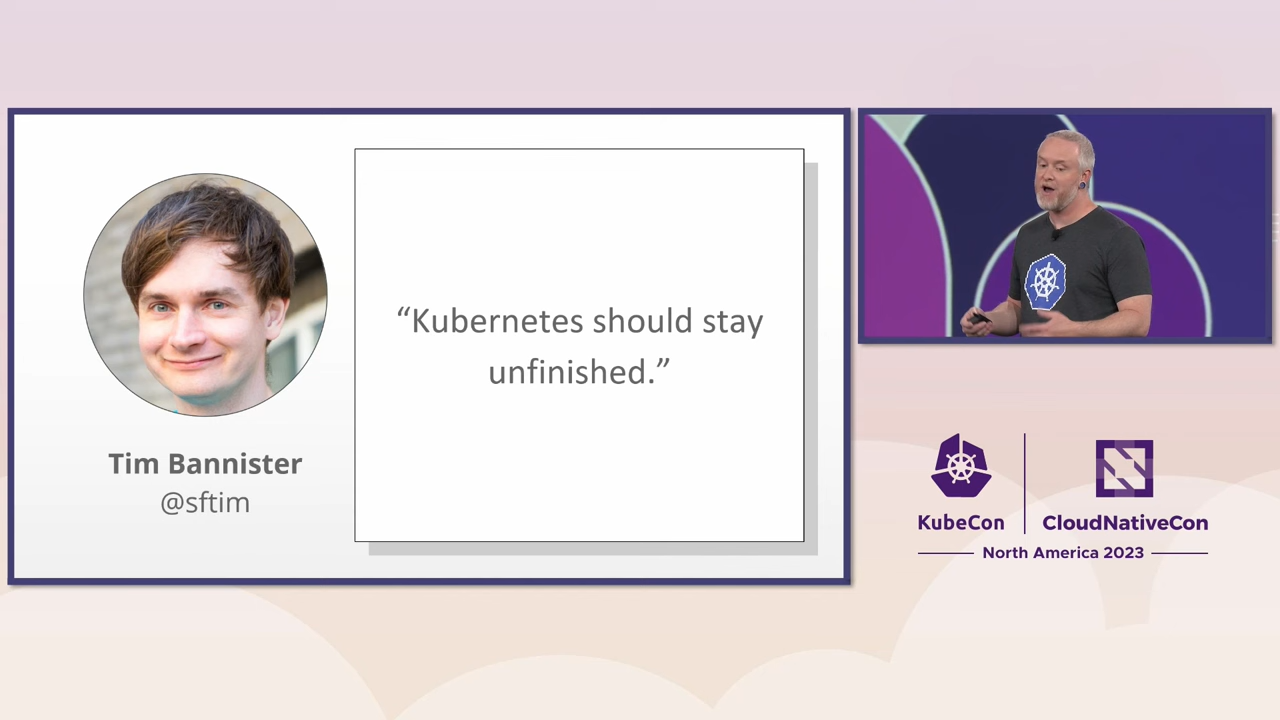 “Kubernetes should stay
unfinished.”
Tim Bannister
@sftim
KubeCon
CloudNativeCon
North America 2023